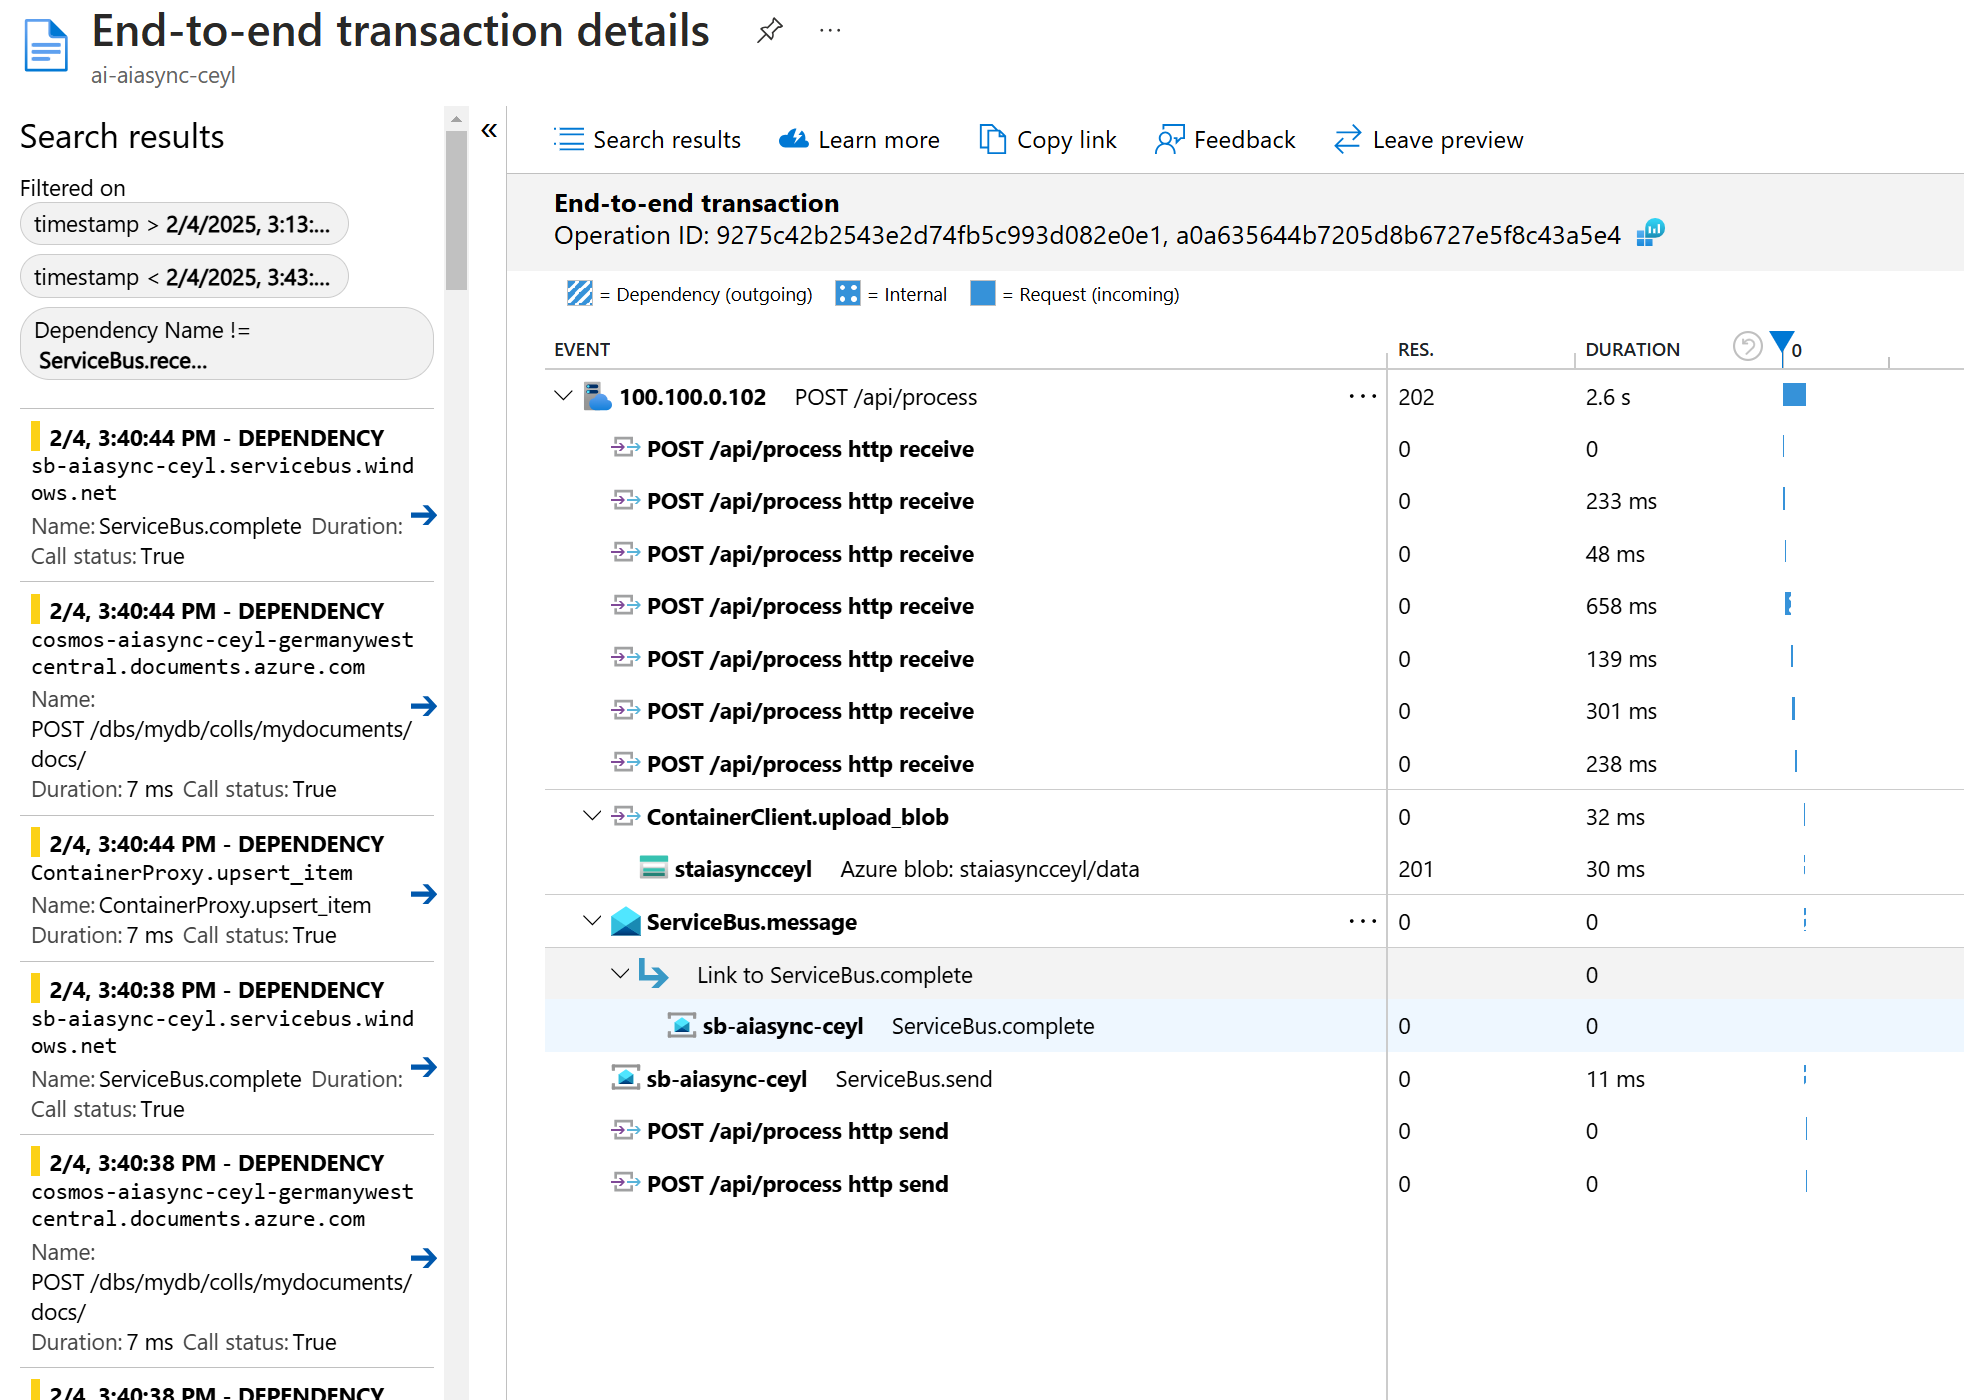 End-to-end transaction details
ai-aiasync-ceyl
Search results
Filtered on
timestamp > 2/4/2025, 3:13:...
timestamp < 2/4/2025, 3:43:...
Dependency Name !=
ServiceBus.rece...
2/4, 3:40:44 PM - DEPENDENCY
sb-aiasync-ceyl.servicebus.wind
ows.net
Name: ServiceBus.complete Duration:
Call status: True
2/4, 3:40:44 PM - DEPENDENCY
cosmos-aiasync-ceyl-germanywest
central.documents.azure.com
Name:
POST /dbs/mydb/colls/mydocuments/
docs/
Duration: 7 ms Call status: True
2/4, 3:40:44 PM - DEPENDENCY
ContainerProxy.upsert_item
Name: ContainerProxy.upsert_item
Duration: 7 ms Call status: True
2/4, 3:40:38 PM - DEPENDENCY
sb-aiasync-ceyl.servicebus.wind
ows.net
Name: ServiceBus.complete Duration:
Call status: True
2/4, 3:40:38 PM - DEPENDENCY
cosmos-aiasync-ceyl-germanywest
central.documents.azure.com
Name:
POST /dbs/mydb/colls/mydocuments/
docs/
Duration: 7 ms Call status: True
2/4, 3:40:38 PM - DEPENDENCY
Search results Learn more Copy link Feedback Leave preview
End-to-end transaction
Operation ID: 9275c42b2543e2d74fb5c993d082e0e1, a0a635644b7205d8b6727e5f8c43a5e4
= Dependency (outgoing) = Internal = Request (incoming)
EVENT RES. DURATION 0
100.100.0.102 POST /api/process ... 202 2.6 s
POST /api/process http receive 0 0
POST /api/process http receive 0 233 ms
POST /api/process http receive 0 48 ms
POST /api/process http receive 0 658 ms
POST /api/process http receive 0 139 ms
POST /api/process http receive 0 301 ms
POST /api/process http receive 0 238 ms
ContainerClient.upload_blob 0 32 ms
staiasyncceyl Azure blob: staiasyncceyl/data 201 30 ms
ServiceBus.message ... 0 0
Link to ServiceBus.complete 0
sb-aiasync-ceyl ServiceBus.complete 0 0
sb-aiasync-ceyl ServiceBus.send 0 11 ms
POST /api/process http send 0 0
POST /api/process http send 0 0